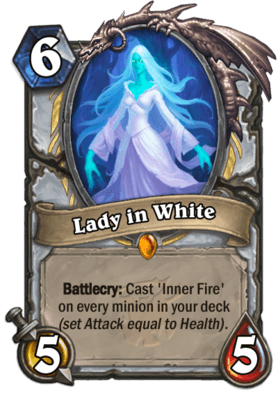 6
Lady in White
Battlecry: Cast 'Inner Fire'
on every minion in your deck
(set Attack equal to Health).
5
5